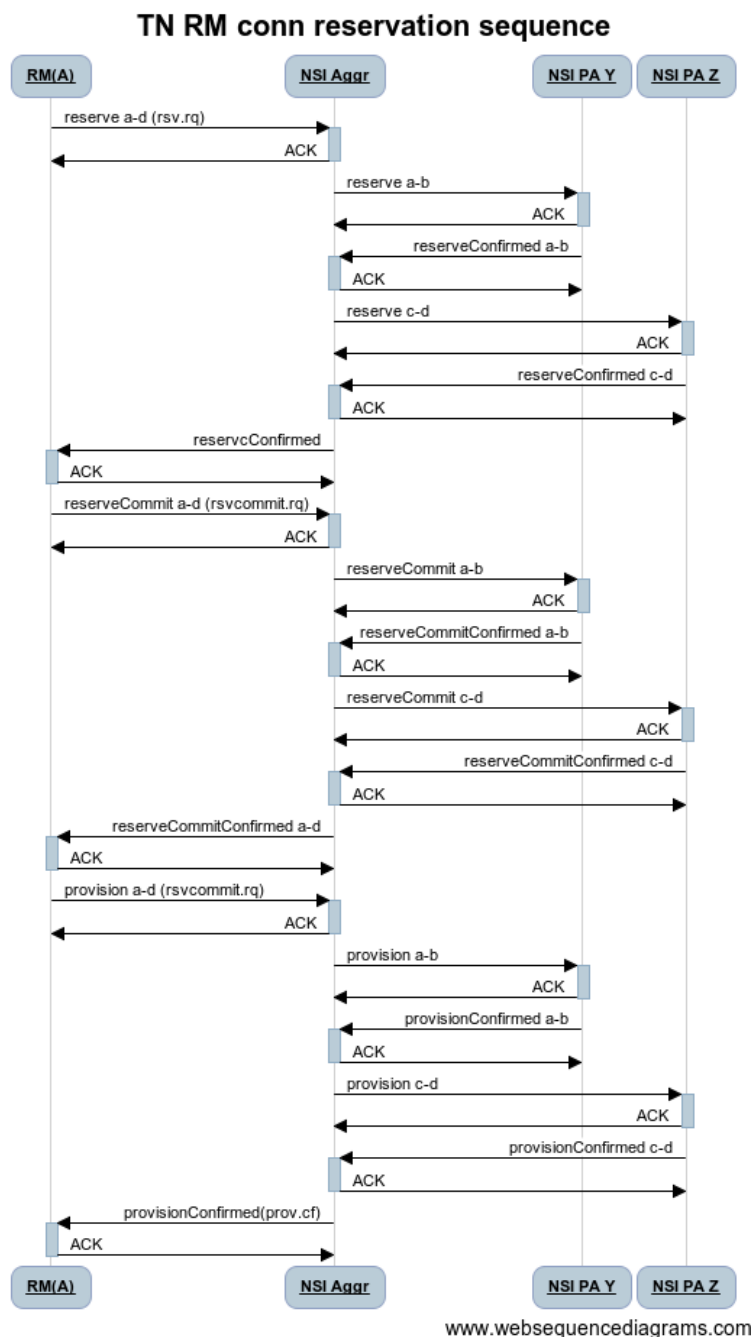 TN RM conn reservation sequence
RM(A) NSI Aggr NSI PA Y NSI PA Z
reserve a-d (rsv.rq)
ACK
reserve a-b
ACK
reserveConfirmed a-b
ACK
reserve c-d
ACK
reserveConfirmed c-d
ACK
reservcConfirmed
ACK
reserveCommit a-d (rsvcommit.rq)
ACK
reserveCommit a-b
ACK
reserveCommitConfirmed a-b
ACK
reserveCommit c-d
ACK
reserveCommitConfirmed c-d
ACK
reserveCommitConfirmed a-d
ACK
provision a-d (rsvcommit.rq)
ACK
provision a-b
ACK
provisionConfirmed a-b
ACK
provision c-d
ACK
provisionConfirmed c-d
ACK
provisionConfirmed(prov.cf)
ACK
RM(A) NSI Aggr NSI PA Y NSI PA Z
www.websequencediagrams.com